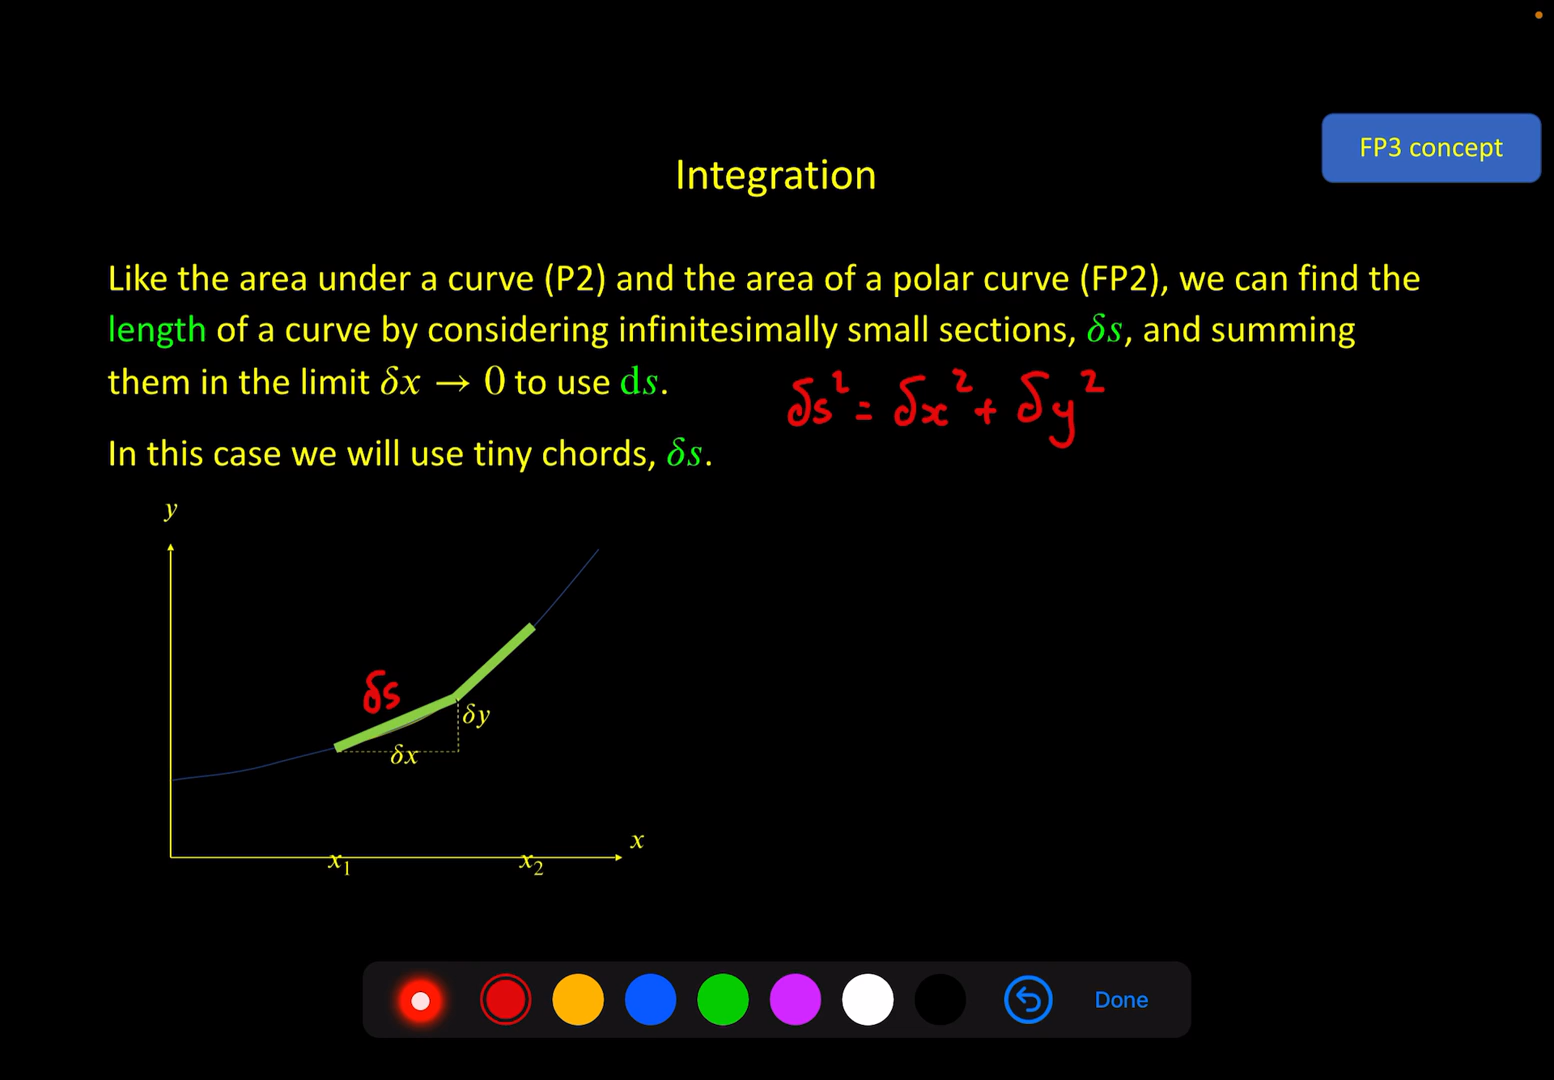 FP3 concept
Integration
Like the area under a curve (P2) and the area of a polar curve (FP2), we can find the
length of a curve by considering infinitesimally small sections, δs, and summing
them in the limit δx → 0 to use ds.
δs² = δx² + δy²
In this case we will use tiny chords, δs.
y
δs
δy
δx
x
x₁ x₂
Done